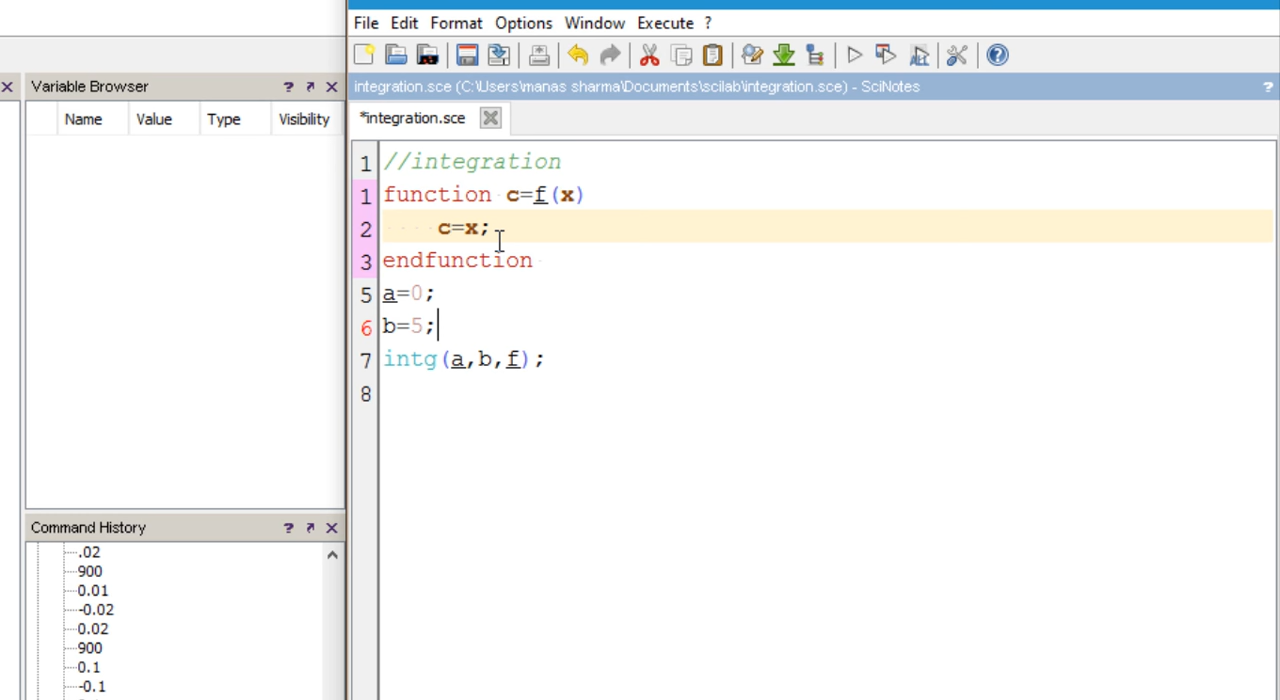 File Edit Format Options Window Execute ?
Variable Browser ?
Name Value Type Visibility
integration.sce (C:\Users\manas sharma\Documents\scilab\integration.sce) - SciNotes ?
*integration.sce
1 //integration
1 function c=f(x)
2 c=x;
3 endfunction
5 a=0;
6 b=5;
7 intg(a,b,f);
8
Command History ?
.02
900
0.01
-0.02
0.02
900
0.1
-0.1